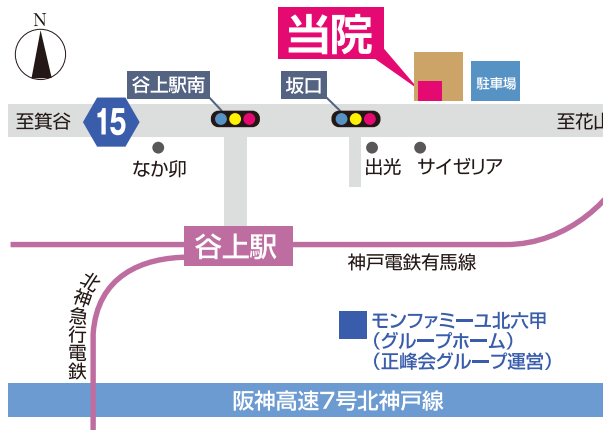 N
当院
谷上駅南
坂口
駐車場
至箕谷
15
至花山
なか卯
出光
サイゼリア
谷上駅
神戸電鉄有馬線
北神急行電鉄
モンファミーユ北六甲
（グループホーム）
（正峰会グループ運営）
阪神高速7号北神戸線